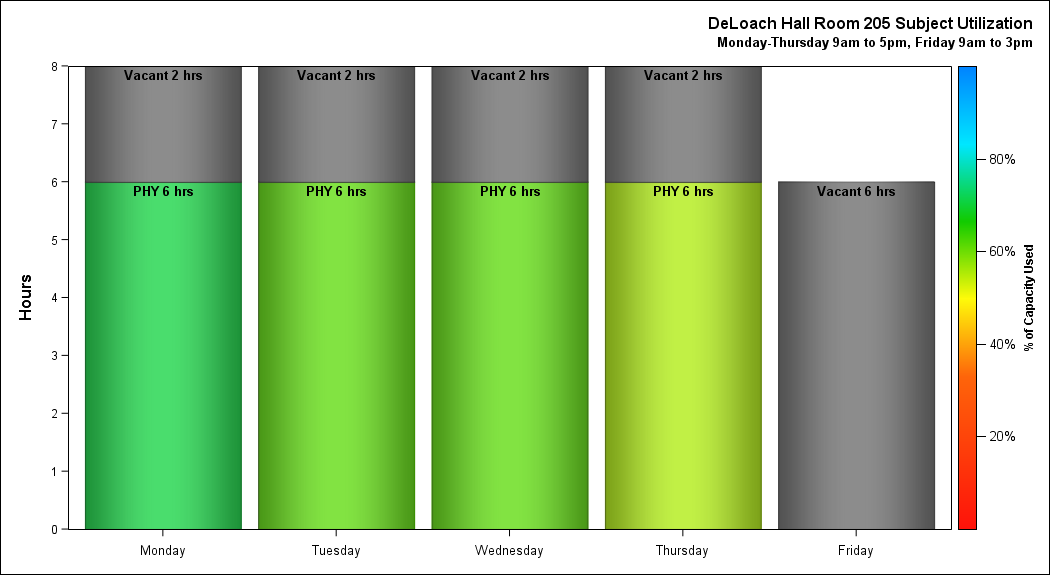 DeLoach Hall Room 205 Subject Utilization
Monday-Thursday 9am to 5pm, Friday 9am to 3pm
Hours
8
7
6
5
4
3
2
1
0
Vacant 2 hrs
PHY 6 hrs
Vacant 2 hrs
PHY 6 hrs
Vacant 2 hrs
PHY 6 hrs
Vacant 2 hrs
PHY 6 hrs
Vacant 6 hrs
Monday
Tuesday
Wednesday
Thursday
Friday
80%
60%
40%
20%
% of Capacity Used